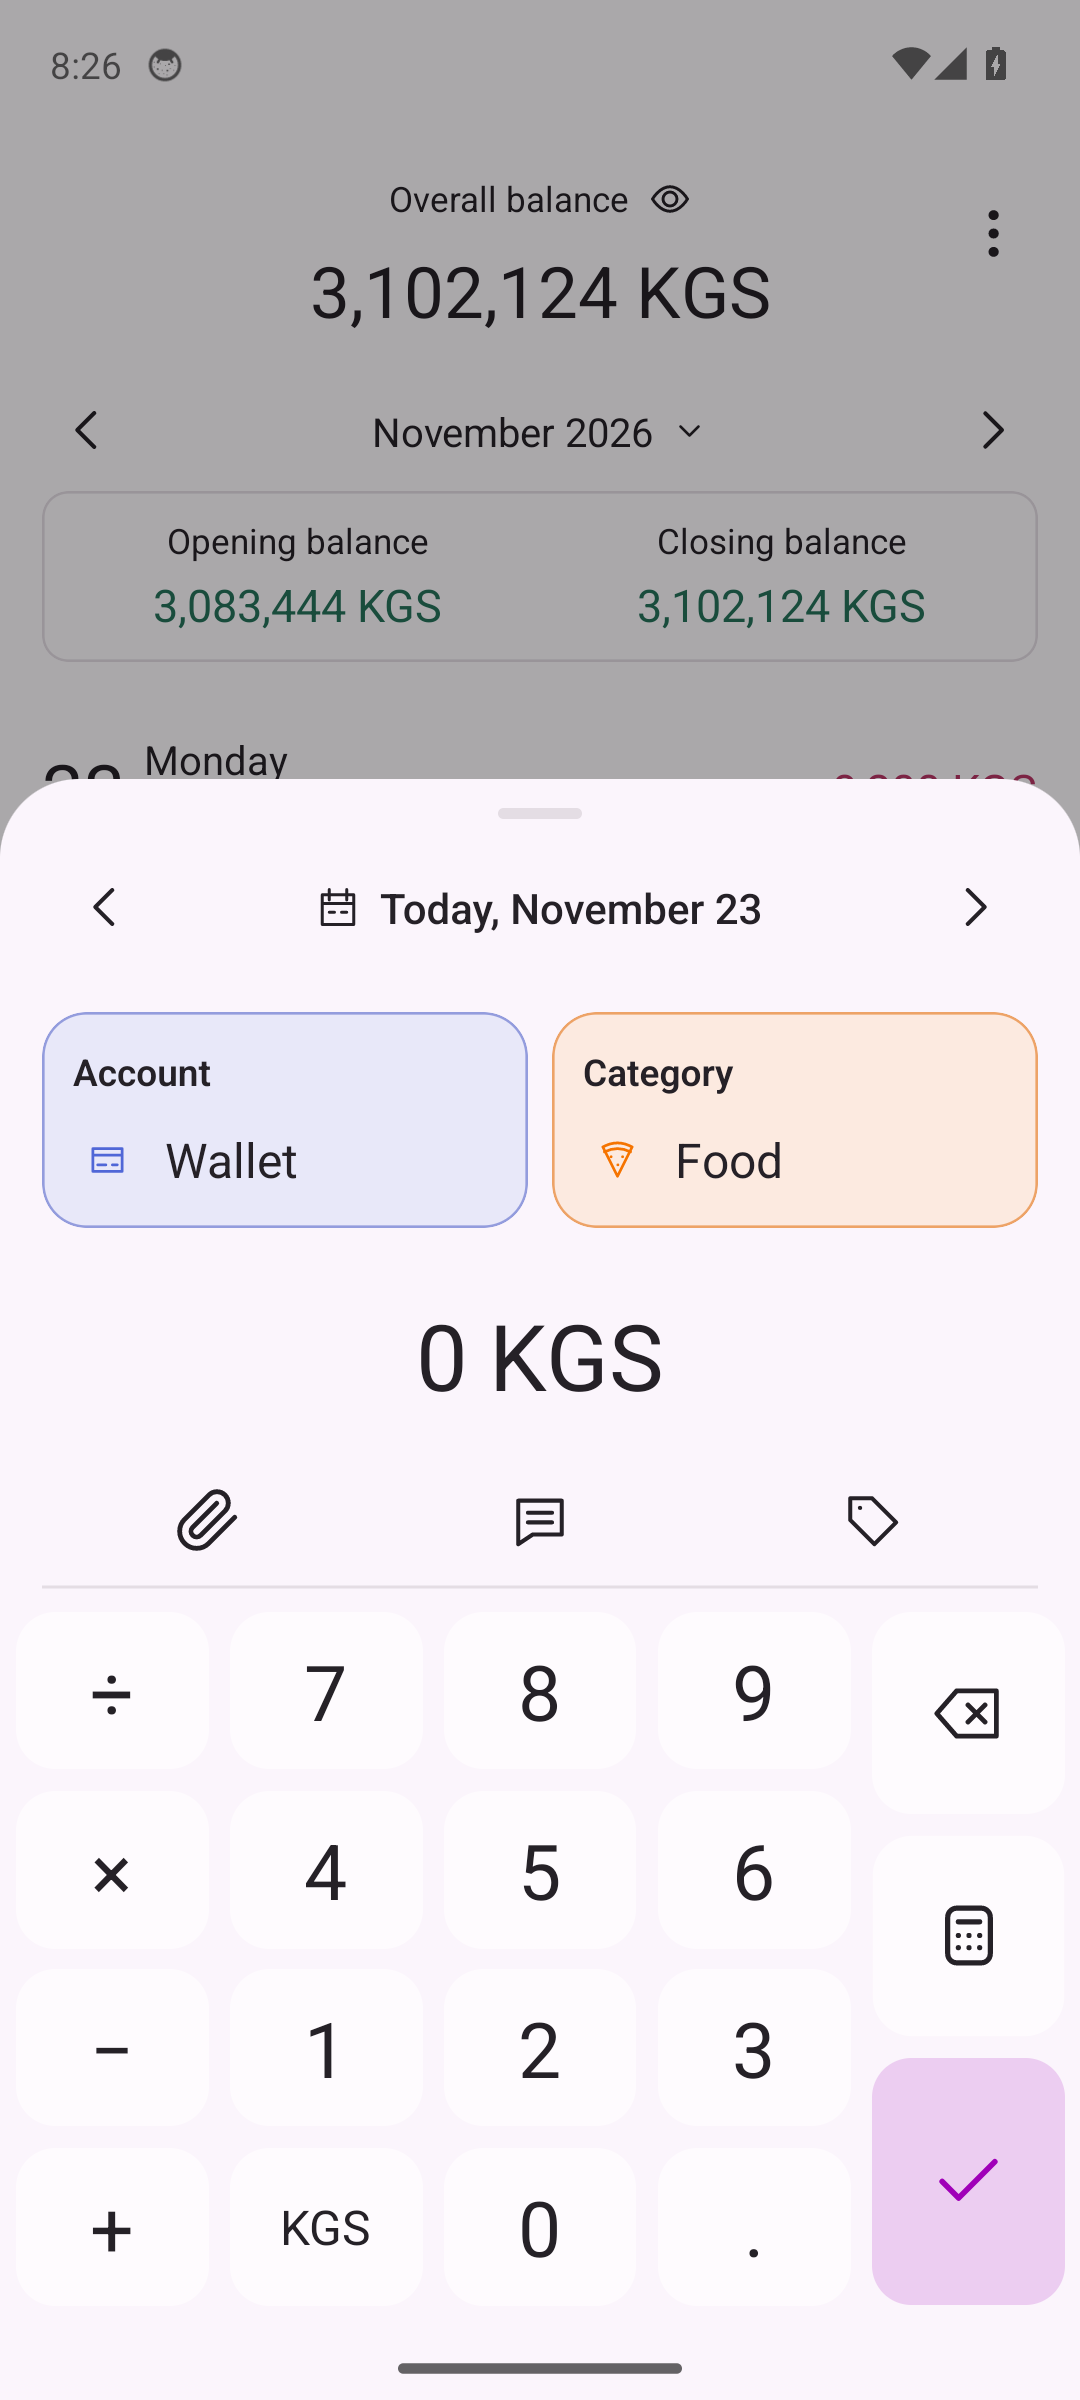 8:26
Overall balance
3,102,124 KGS
November 2026
Opening balance
Closing balance
3,083,444 KGS
3,102,124 KGS
Monday
Today, November 23
Account
Category
Wallet
Food
0 KGS
÷ 7 8 9
× 4 5 6
− 1 2 3
+ KGS 0 .